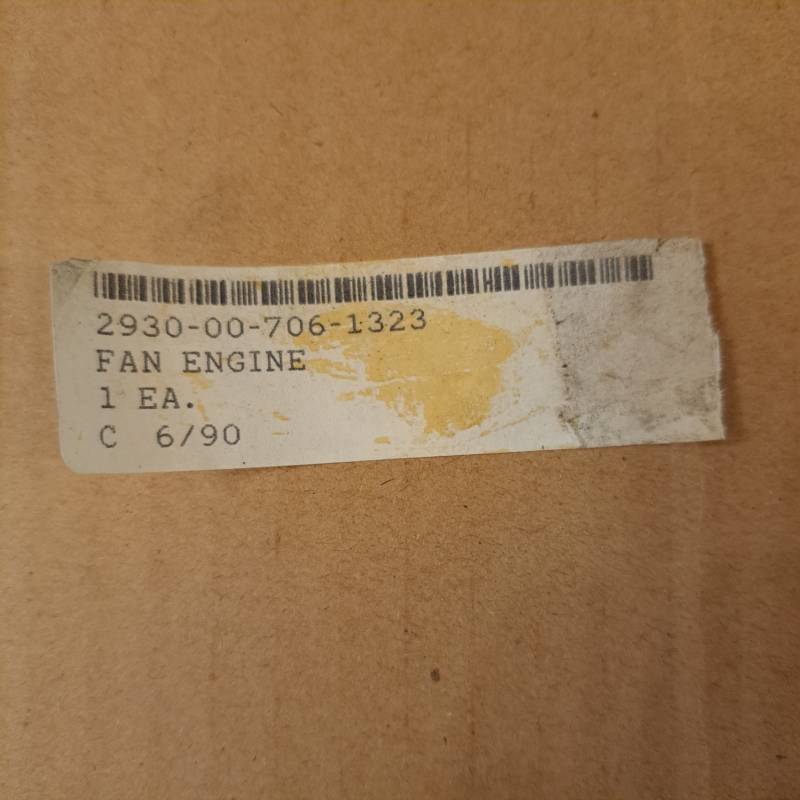 2930-00-706-1323
FAN ENGINE
1 EA.
C 6/90